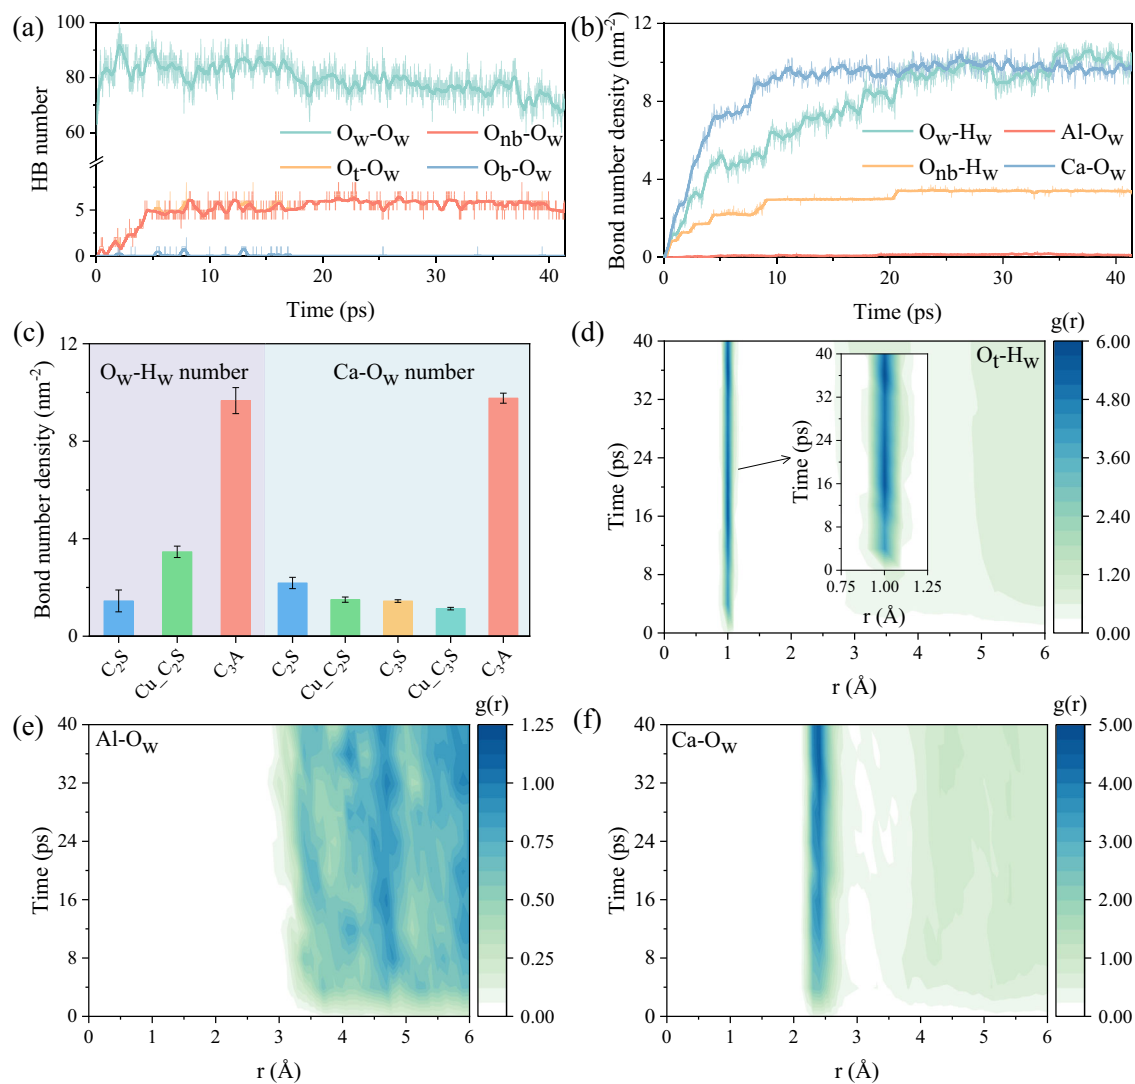 (a)
HB number
100
80
60
5
0
0
10
20
30
40
Time (ps)
Ow-Ow
Onb-Ow
Ot-Ow
Ob-Ow
(b)
Bond number density (nm-2)
12
9
6
3
0
0
10
20
30
40
Time (ps)
Ow-Hw
Al-Ow
Onb-Hw
Ca-Ow
(c)
Bond number density (nm-2)
12
8
4
0
Ow-Hw number
Ca-Ow number
C2S
Cu_C2S
C3A
C2S
Cu_C2S
C3S
Cu_C3S
C3A
(d)
Time (ps)
40
32
24
16
8
0
0
1
2
3
4
5
6
r (Å)
Ot-Hw
Time (ps)
40
32
24
16
8
0
0.75
1.00
1.25
r (Å)
g(r)
6.00
4.80
3.60
2.40
1.20
0.00
(e)
Al-Ow
Time (ps)
40
32
24
16
8
0
0
1
2
3
4
5
6
r (Å)
g(r)
1.25
1.00
0.75
0.50
0.25
0.00
(f)
Ca-Ow
Time (ps)
40
32
24
16
8
0
0
1
2
3
4
5
6
r (Å)
g(r)
5.00
4.00
3.00
2.00
1.00
0.00